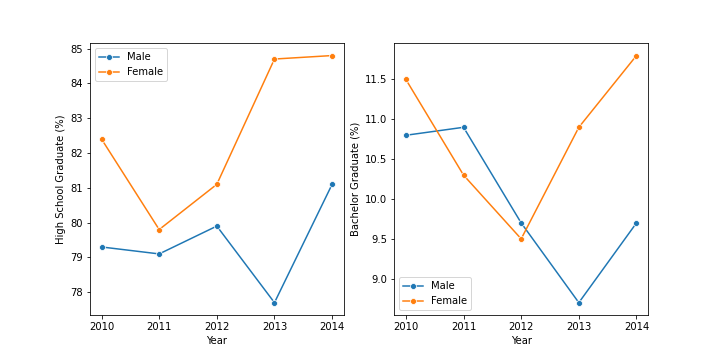 High School Graduate (%)
85
84
83
82
81
80
79
78
Male
Female
2010 2011 2012 2013 2014
Year
Bachelor Graduate (%)
11.5
11.0
10.5
10.0
9.5
9.0
Male
Female
2010 2011 2012 2013 2014
Year